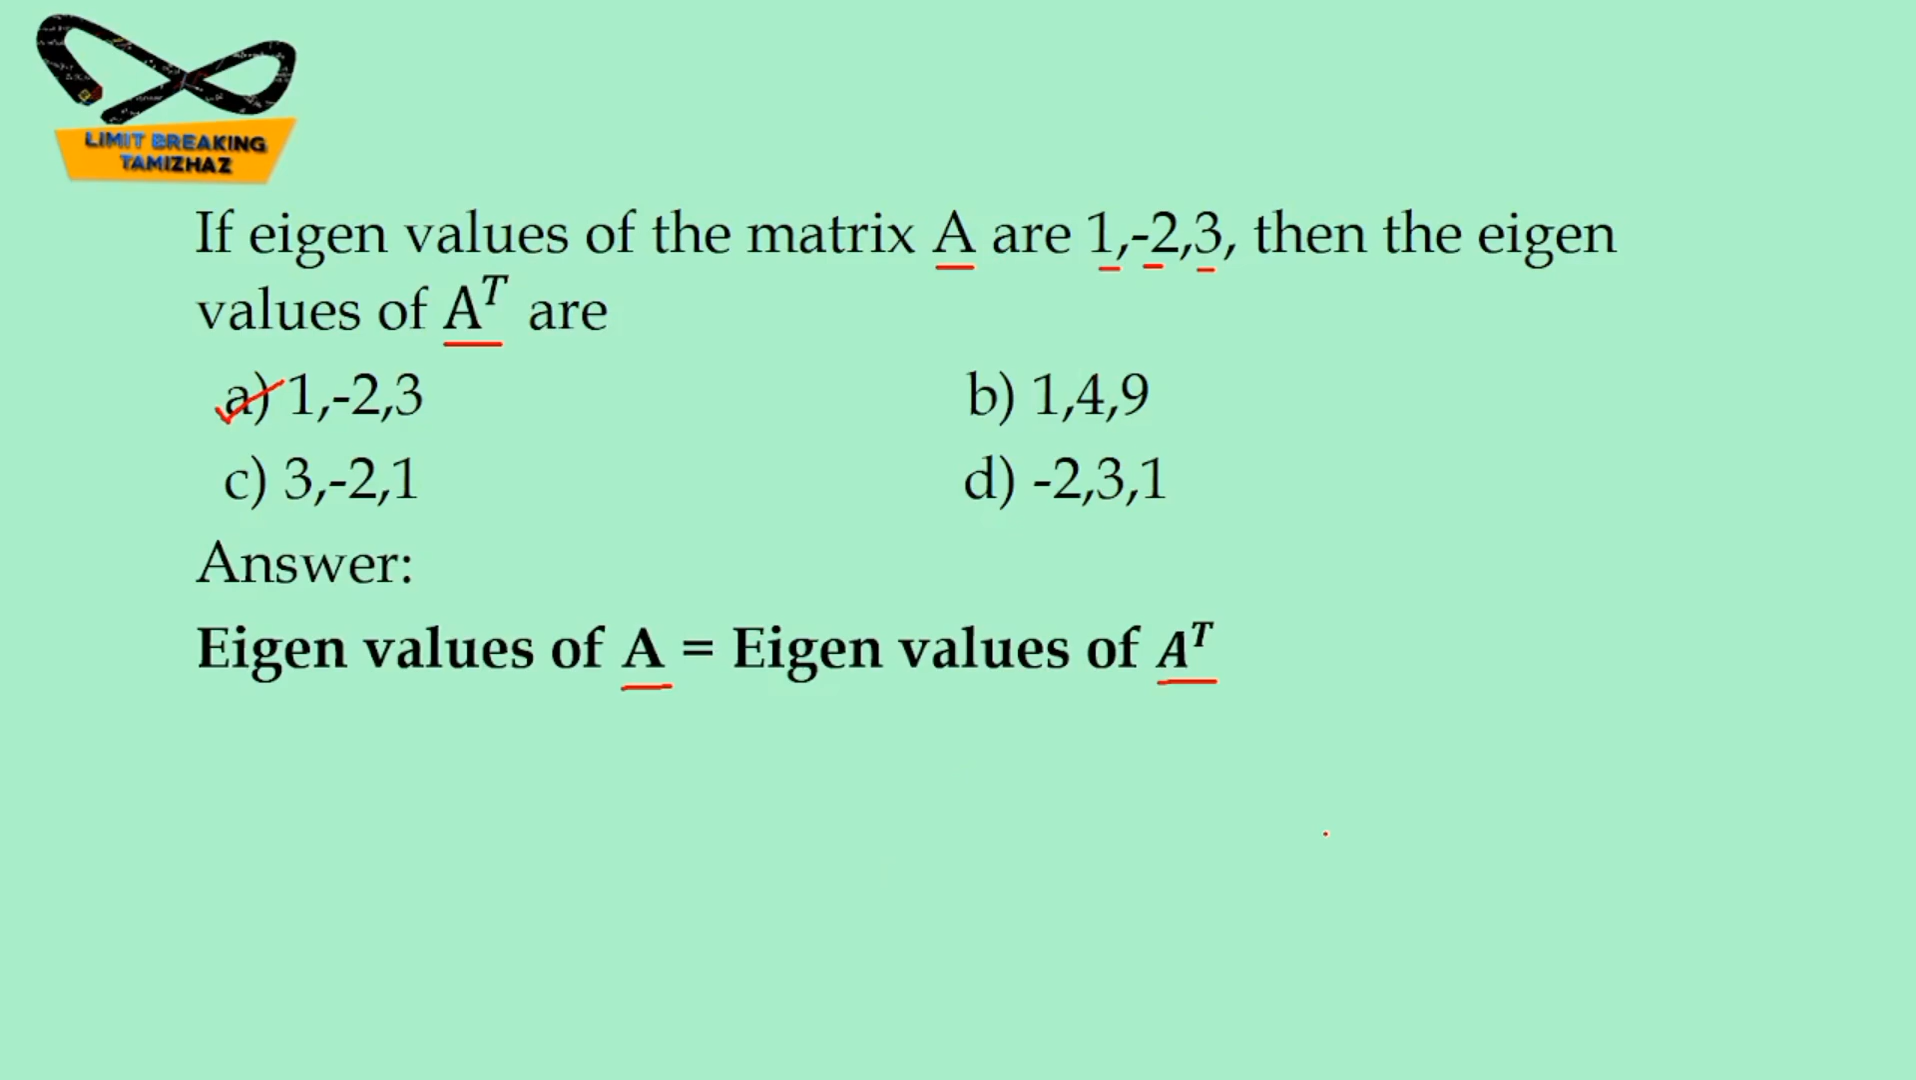 LIMIT BREAKING
TAMIZHAZ
If eigen values of the matrix A are 1,-2,3, then the eigen
values of Aᵀ are
a) 1,-2,3 b) 1,4,9
c) 3,-2,1 d) -2,3,1
Answer:
Eigen values of A = Eigen values of Aᵀ